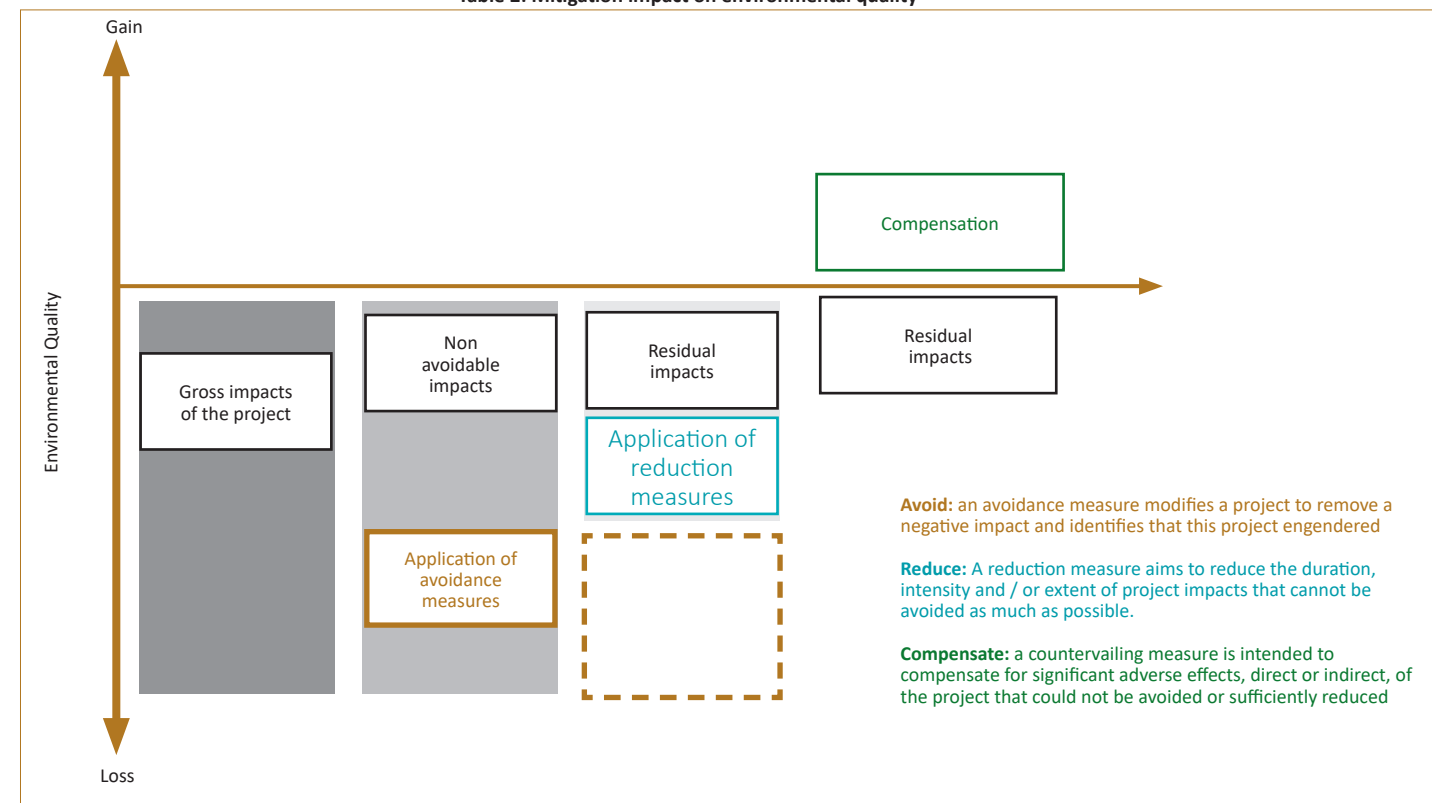 Gain
Compensation
Environmental Quality
Gross impacts
of the project
Non
avoidable
impacts
Residual
impacts
Residual
impacts
Application of
reduction
measures
Application of
avoidance
measures
Avoid: an avoidance measure modifies a project to remove a
negative impact and identifies that this project engendered
Reduce: A reduction measure aims to reduce the duration,
intensity and / or extent of project impacts that cannot be
avoided as much as possible.
Compensate: a countervailing measure is intended to
compensate for significant adverse effects, direct or indirect, of
the project that could not be avoided or sufficiently reduced
Loss